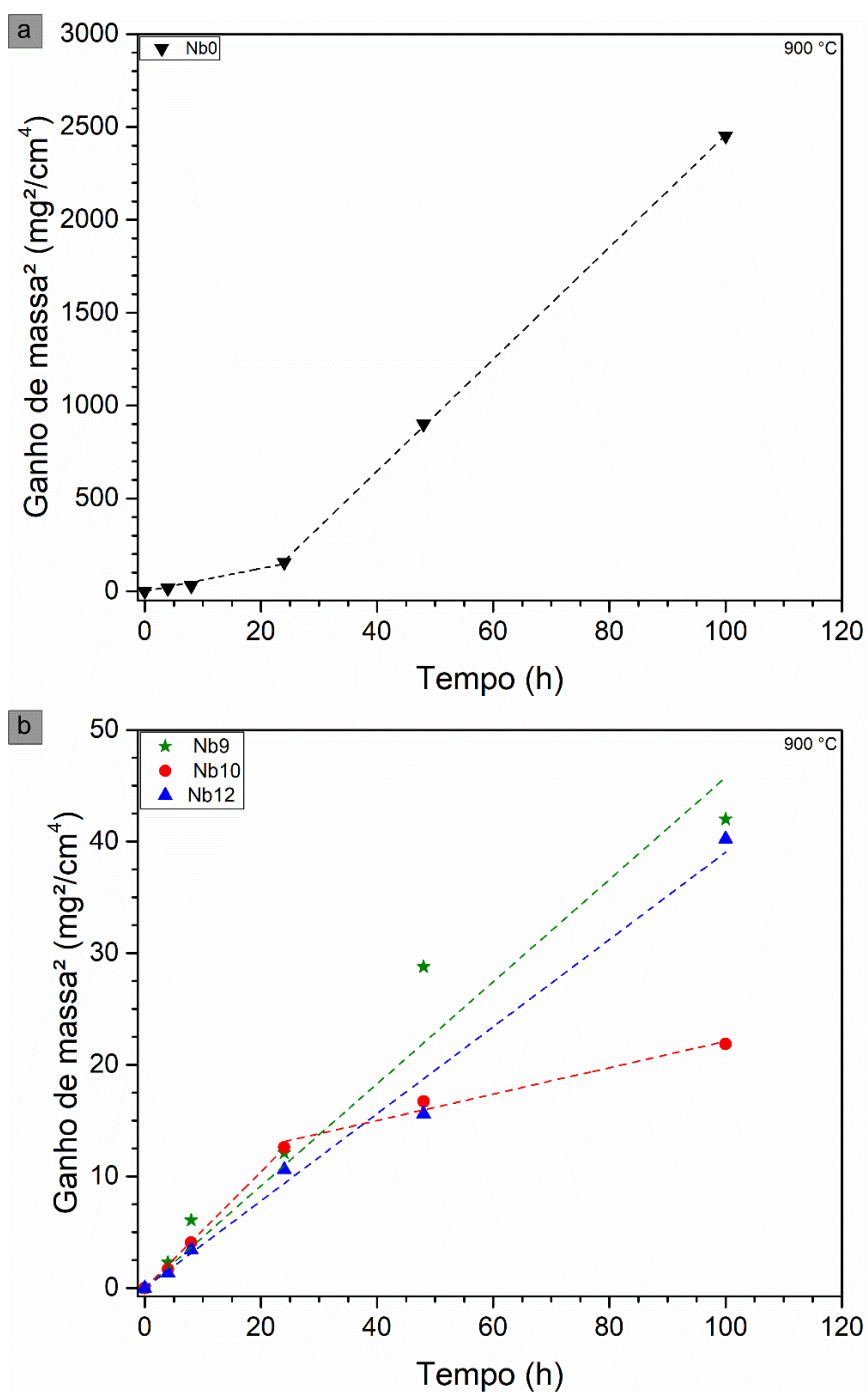 a
Nb0
900 °C
Ganho de massa² (mg²/cm⁴)
3000
2500
2000
1500
1000
500
0
0 20 40 60 80 100 120
Tempo (h)
b
Nb9
Nb10
Nb12
900 °C
Ganho de massa² (mg²/cm⁴)
50
40
30
20
10
0
0 20 40 60 80 100 120
Tempo (h)